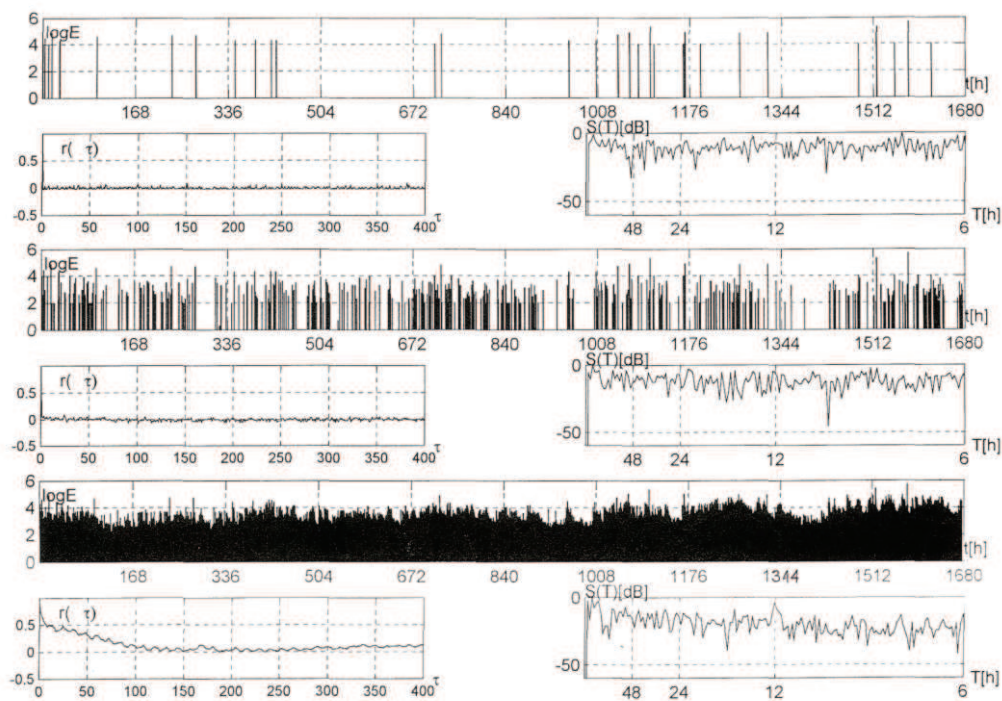 6 logE
4
2
0 t[h]
168 336 504 672 840 1008 1176 1344 1512 1680
r( τ) 0 S(T)[dB]
0.5
0 -50
-0.5 0 50 100 150 200 250 300 350 400 τ 48 24 12 6 T[h]
6 logE
4
2
0 t[h]
168 336 504 672 840 1008 1176 1344 1512 1680
r( τ) 0 S(T)[dB]
0.5
0 -50
-0.5 0 50 100 150 200 250 300 350 400 τ 48 24 12 6 T[h]
6 logE
4
2
0 t[h]
168 336 504 672 840 1008 1176 1344 1512 1680
r( τ) 0 S(T)[dB]
0.5
0 -50
-0.5 0 50 100 150 200 250 300 350 400 τ 48 24 12 6 T[h]